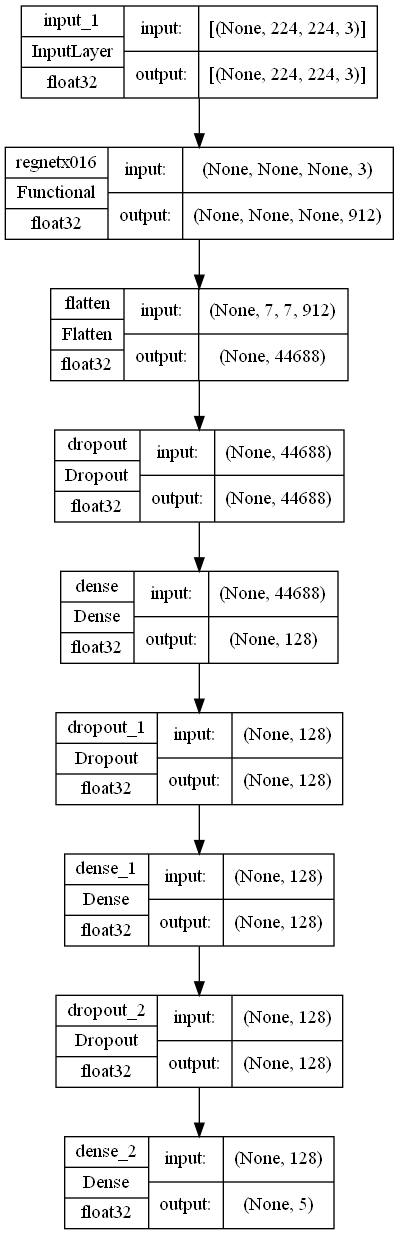 input_1 input: [(None, 224, 224, 3)]
InputLayer
float32 output: [(None, 224, 224, 3)]
regnetx016 input: (None, None, None, 3)
Functional
float32 output: (None, None, None, 912)
flatten input: (None, 7, 7, 912)
Flatten
float32 output: (None, 44688)
dropout input: (None, 44688)
Dropout
float32 output: (None, 44688)
dense input: (None, 44688)
Dense
float32 output: (None, 128)
dropout_1 input: (None, 128)
Dropout
float32 output: (None, 128)
dense_1 input: (None, 128)
Dense
float32 output: (None, 128)
dropout_2 input: (None, 128)
Dropout
float32 output: (None, 128)
dense_2 input: (None, 128)
Dense
float32 output: (None, 5)